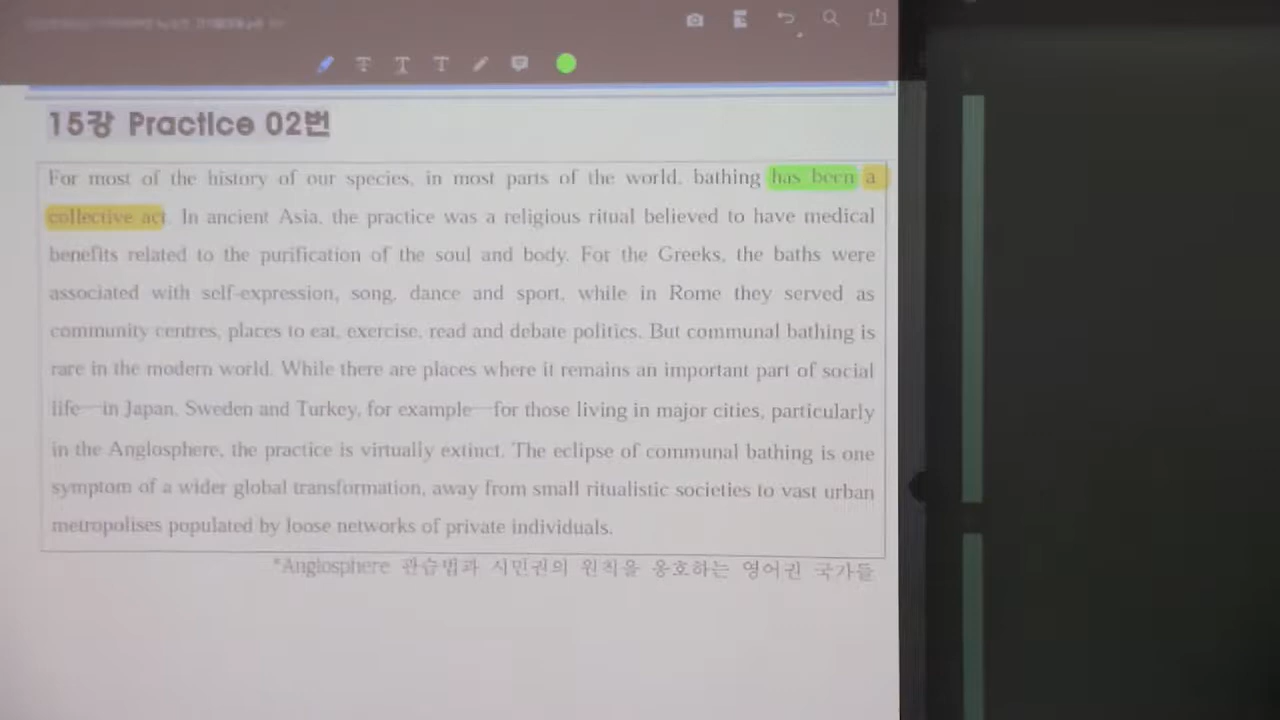 15강 Practice 02번
For most of the history of our species, in most parts of the world, bathing has been a
collective act. In ancient Asia, the practice was a religious ritual believed to have medical
benefits related to the purification of the soul and body. For the Greeks, the baths were
associated with self-expression, song, dance and sport, while in Rome they served as
community centres, places to eat, exercise, read and debate politics. But communal bathing is
rare in the modern world. While there are places where it remains an important part of social
life—in Japan, Sweden and Turkey, for example—for those living in major cities, particularly
in the Anglosphere, the practice is virtually extinct. The eclipse of communal bathing is one
symptom of a wider global transformation, away from small ritualistic societies to vast urban
metropolises populated by loose networks of private individuals.
*Anglosphere 관습법과 시민권의 원칙을 옹호하는 영어권 국가들